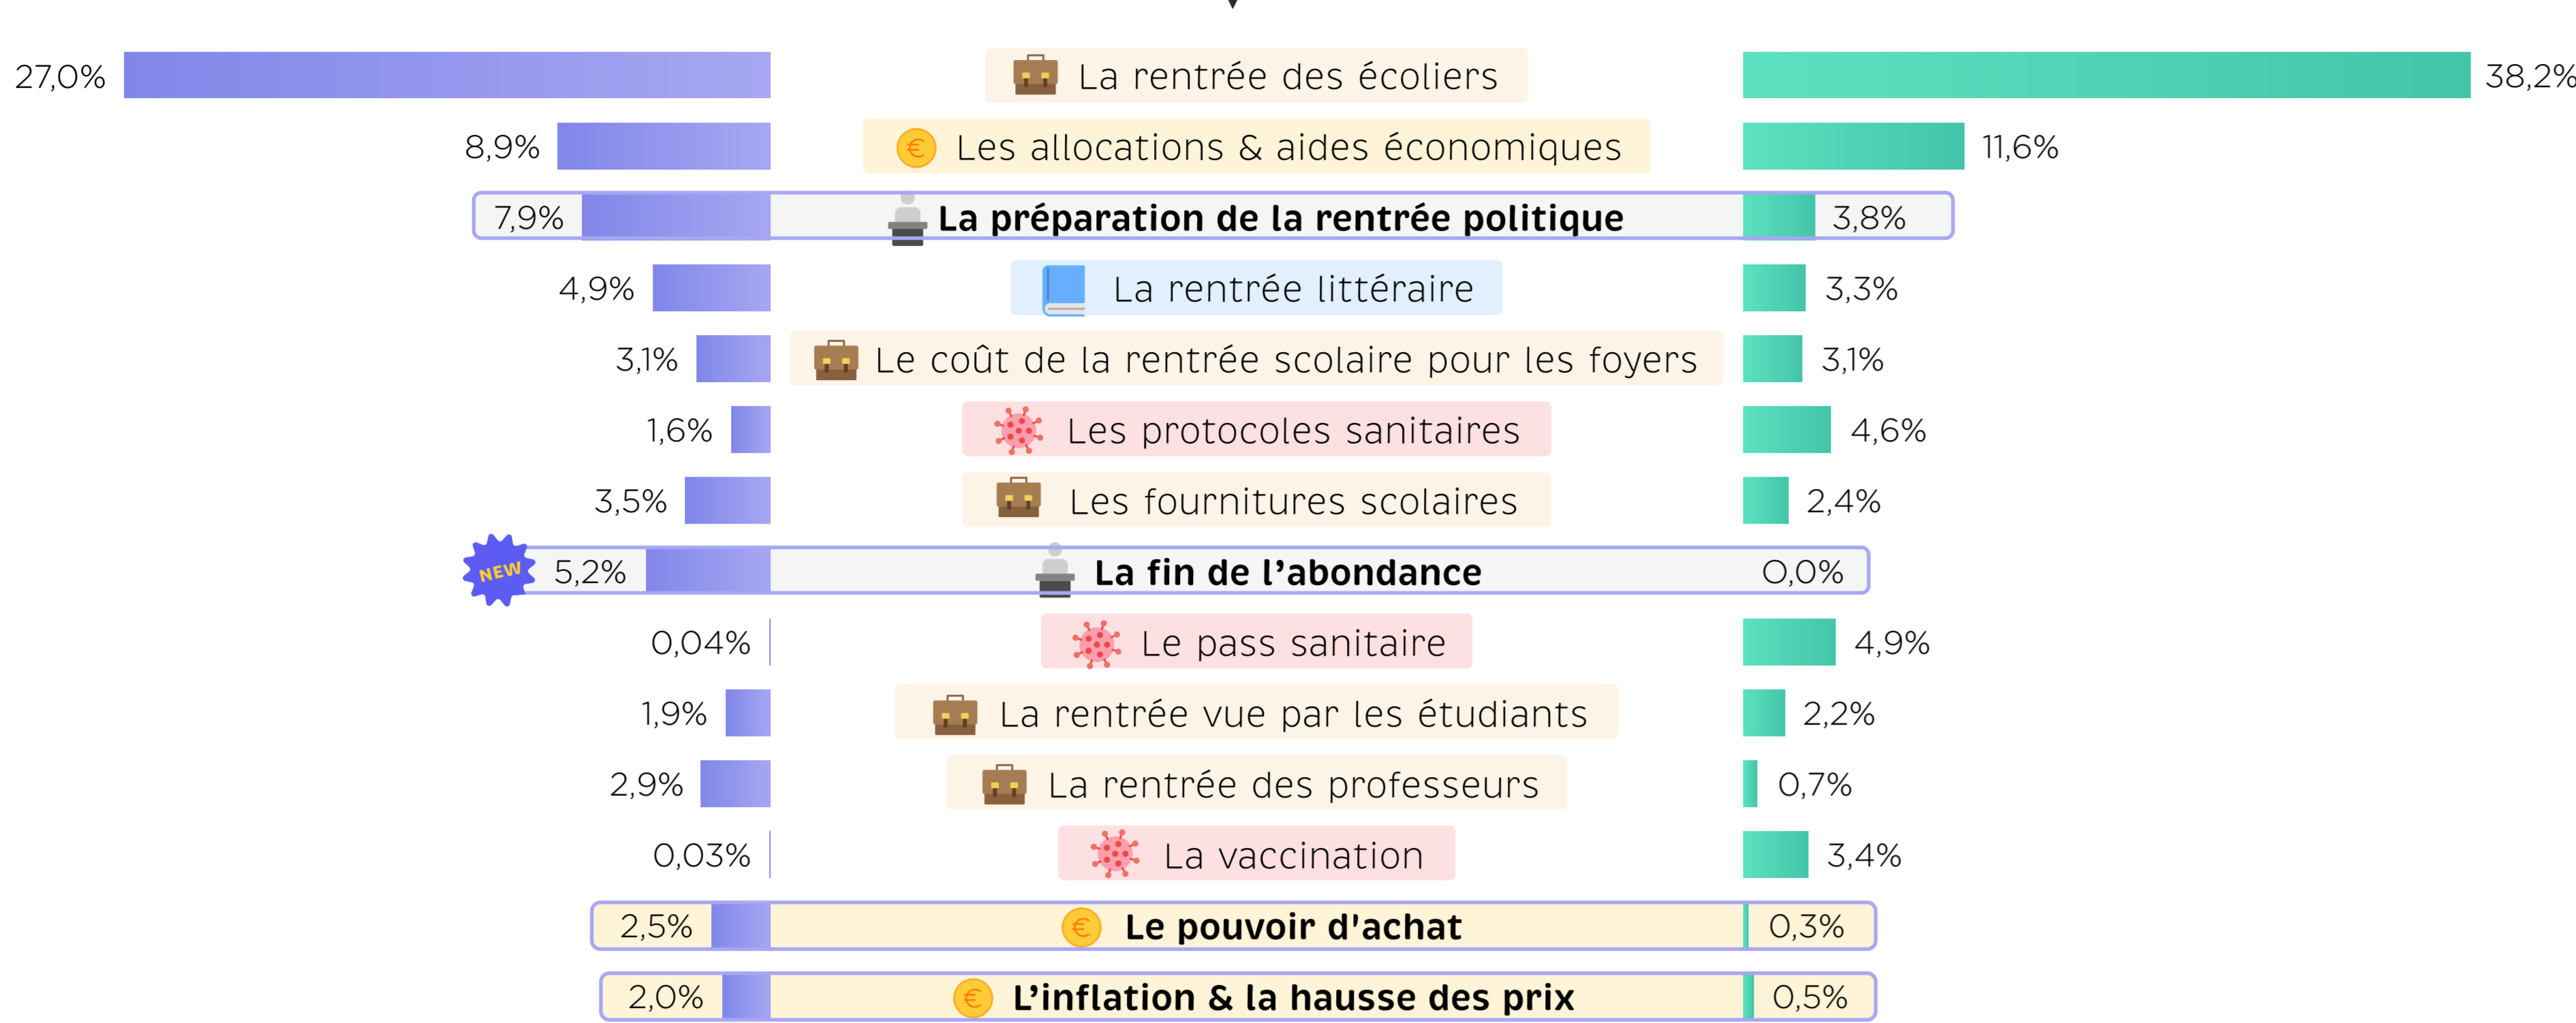 27,0% La rentrée des écoliers 38,2%
8,9% Les allocations & aides économiques 11,6%
7,9% La préparation de la rentrée politique 3,8%
4,9% La rentrée littéraire 3,3%
3,1% Le coût de la rentrée scolaire pour les foyers 3,1%
1,6% Les protocoles sanitaires 4,6%
3,5% Les fournitures scolaires 2,4%
NEW 5,2% La fin de l’abondance 0,0%
0,04% Le pass sanitaire 4,9%
1,9% La rentrée vue par les étudiants 2,2%
2,9% La rentrée des professeurs 0,7%
0,03% La vaccination 3,4%
2,5% Le pouvoir d'achat 0,3%
2,0% L’inflation & la hausse des prix 0,5%